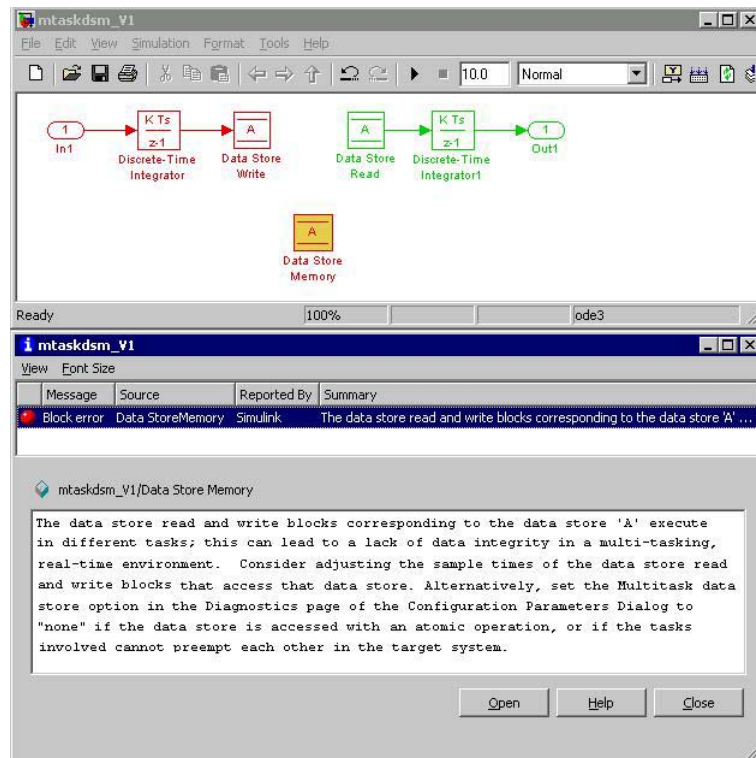 mtaskdsm_V1
File Edit View Simulation Format Tools Help
10.0 Normal
1
In1
K Ts
z-1
Discrete-Time
Integrator
A
Data Store
Write
A
Data Store
Read
K Ts
z-1
Discrete-Time
Integrator1
1
Out1
A
Data Store
Memory
Ready 100% ode3
mtaskdsm_V1
View Font Size
Message Source Reported By Summary
Block error Data StoreMemory Simulink The data store read and write blocks corresponding to the data store 'A' ...
mtaskdsm_V1/Data Store Memory
The data store read and write blocks corresponding to the data store 'A' execute
in different tasks; this can lead to a lack of data integrity in a multi-tasking,
real-time environment. Consider adjusting the sample times of the data store read
and write blocks that access that data store. Alternatively, set the Multitask data
store option in the Diagnostics page of the Configuration Parameters Dialog to
"none" if the data store is accessed with an atomic operation, or if the tasks
involved cannot preempt each other in the target system.
Open Help Close